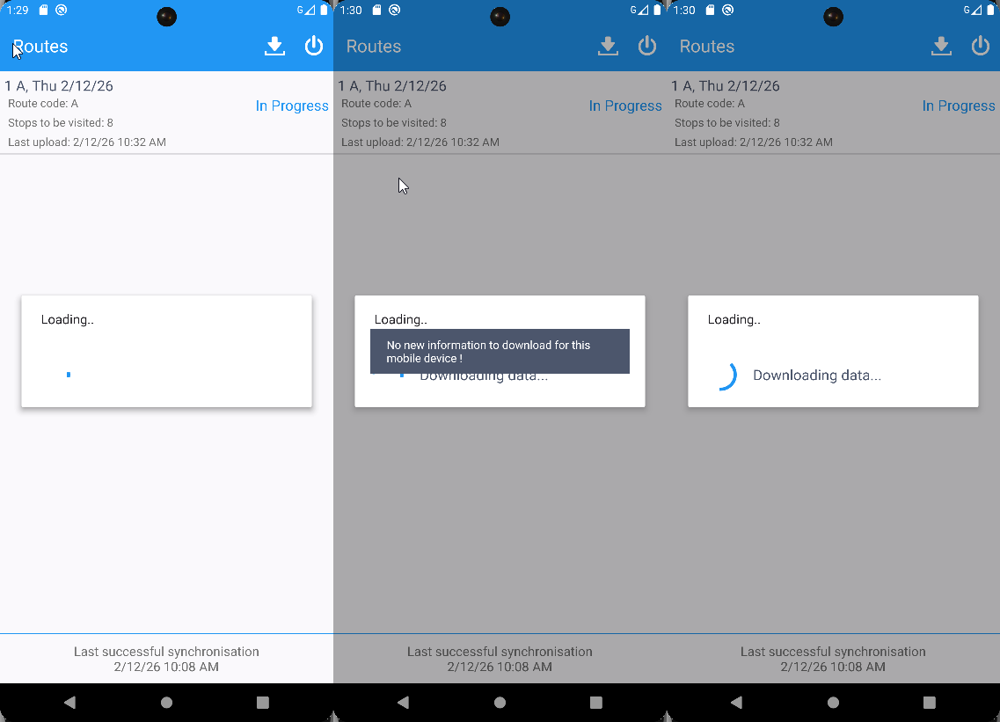 1:29
G
Routes
1 A, Thu 2/12/26
Route code: A
In Progress
Stops to be visited: 8
Last upload: 2/12/26 10:32 AM
Loading..
Last successful synchronisation
2/12/26 10:08 AM
1:30
G
Routes
1 A, Thu 2/12/26
Route code: A
In Progress
Stops to be visited: 8
Last upload: 2/12/26 10:32 AM
Loading..
No new information to download for this
mobile device !
Downloading data...
Last successful synchronisation
2/12/26 10:08 AM
1:30
G
Routes
1 A, Thu 2/12/26
Route code: A
In Progress
Stops to be visited: 8
Last upload: 2/12/26 10:32 AM
Loading..
Downloading data...
Last successful synchronisation
2/12/26 10:08 AM